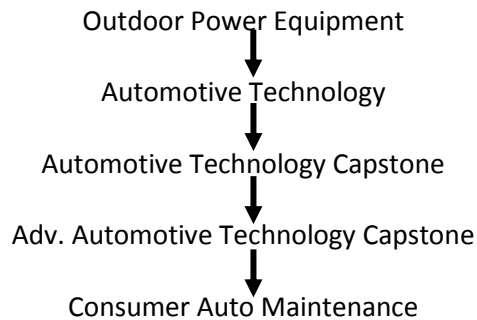 Outdoor Power Equipment
Automotive Technology
Automotive Technology Capstone
Adv. Automotive Technology Capstone
Consumer Auto Maintenance